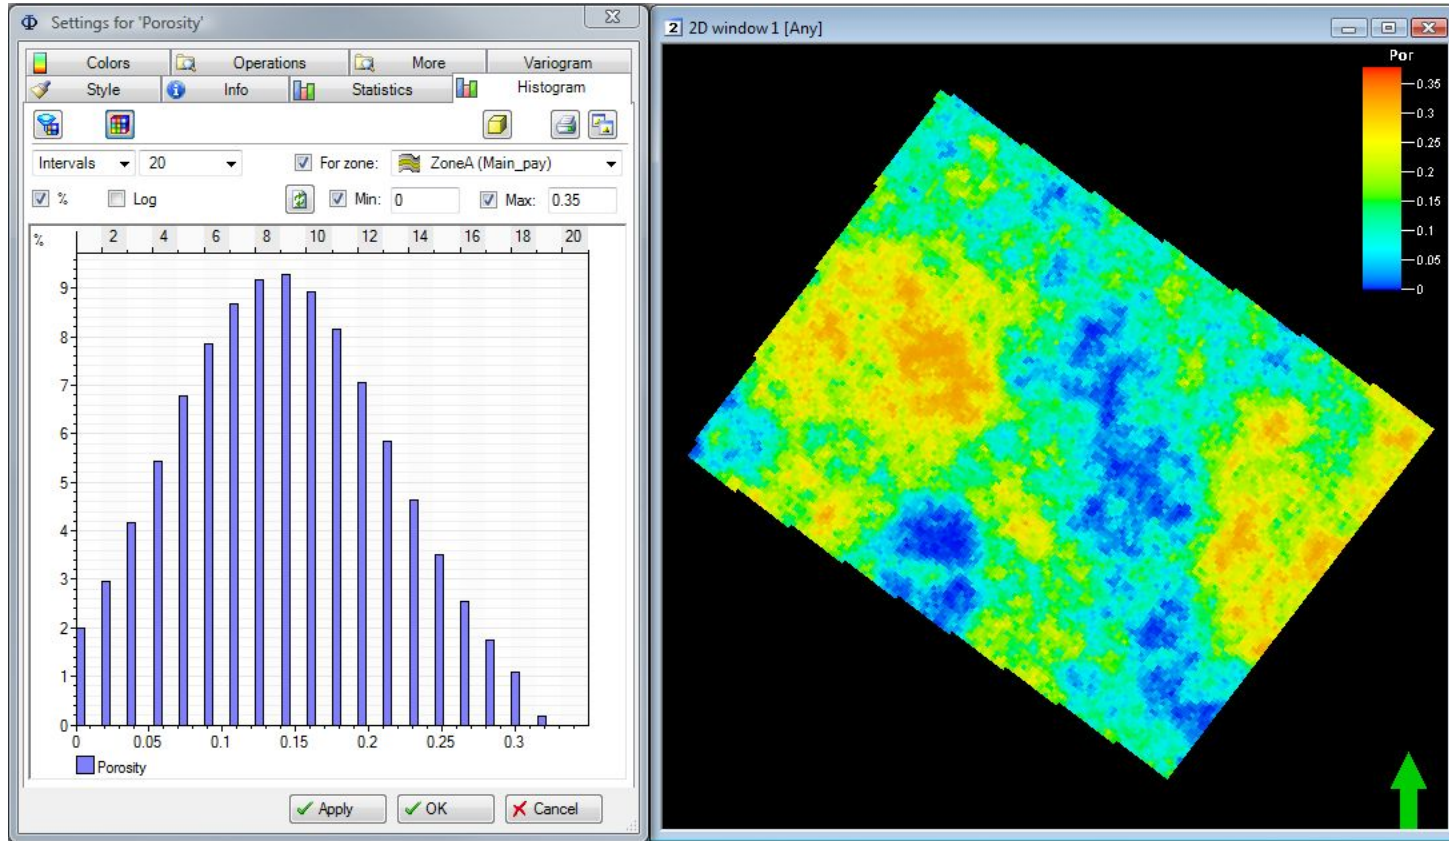 Φ Settings for 'Porosity'
Colors Operations More Variogram
Style Info Statistics Histogram
Intervals 20 For zone: ZoneA (Main_pay)
% Log Min: 0 Max: 0.35
% 2 4 6 8 10 12 14 16 18 20
9
8
7
6
5
4
3
2
1
0
0 0.05 0.1 0.15 0.2 0.25 0.3
Porosity
Apply OK Cancel
2 2D window 1 [Any]
Por
0.35
0.3
0.25
0.2
0.15
0.1
0.05
0